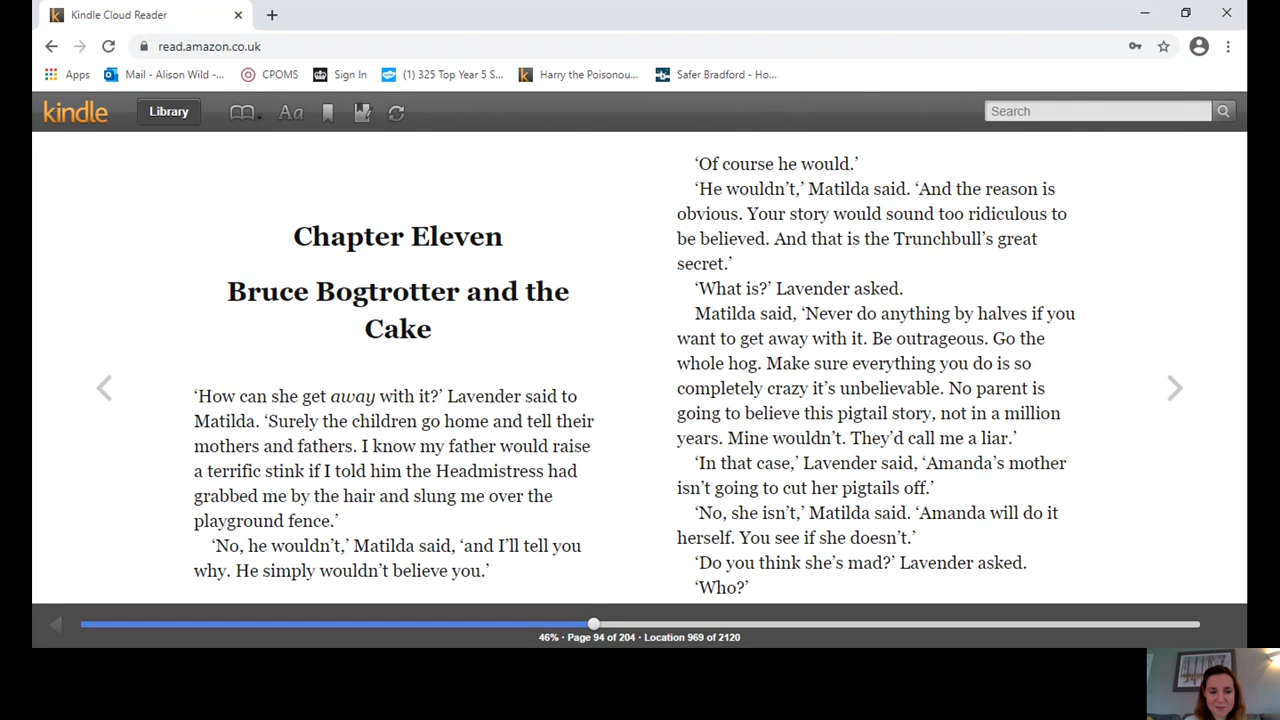 Kindle Cloud Reader
read.amazon.co.uk
Apps Mail - Alison Wild -... CPOMS Sign In (1) 325 Top Year 5 S... Harry the Poisonou... Safer Bradford - Ho...
kindle Library Aa Search
Chapter Eleven
Bruce Bogtrotter and the
Cake
‘How can she get away with it?’ Lavender said to
Matilda. ‘Surely the children go home and tell their
mothers and fathers. I know my father would raise
a terrific stink if I told him the Headmistress had
grabbed me by the hair and slung me over the
playground fence.’
‘No, he wouldn’t,’ Matilda said, ‘and I’ll tell you
why. He simply wouldn’t believe you.’
‘Of course he would.’
‘He wouldn’t,’ Matilda said. ‘And the reason is
obvious. Your story would sound too ridiculous to
be believed. And that is the Trunchbull’s great
secret.’
‘What is?’ Lavender asked.
Matilda said, ‘Never do anything by halves if you
want to get away with it. Be outrageous. Go the
whole hog. Make sure everything you do is so
completely crazy it’s unbelievable. No parent is
going to believe this pigtail story, not in a million
years. Mine wouldn’t. They’d call me a liar.’
‘In that case,’ Lavender said, ‘Amanda’s mother
isn’t going to cut her pigtails off.’
‘No, she isn’t,’ Matilda said. ‘Amanda will do it
herself. You see if she doesn’t.’
‘Do you think she’s mad?’ Lavender asked.
‘Who?’
46% • Page 94 of 204 • Location 969 of 2120